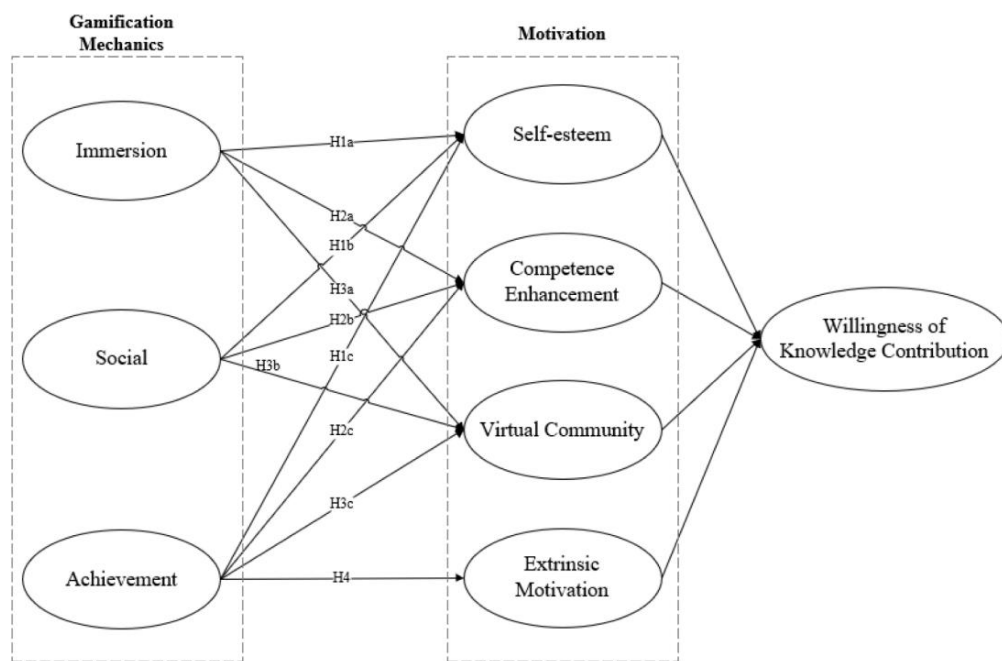 Gamification
Mechanics
Motivation
Immersion
Social
Achievement
H1a
H2a
H1b
H3a
H2b
H1c
H3b
H2c
H3c
H4
Self-esteem
Competence
Enhancement
Virtual Community
Extrinsic
Motivation
Willingness of
Knowledge Contribution